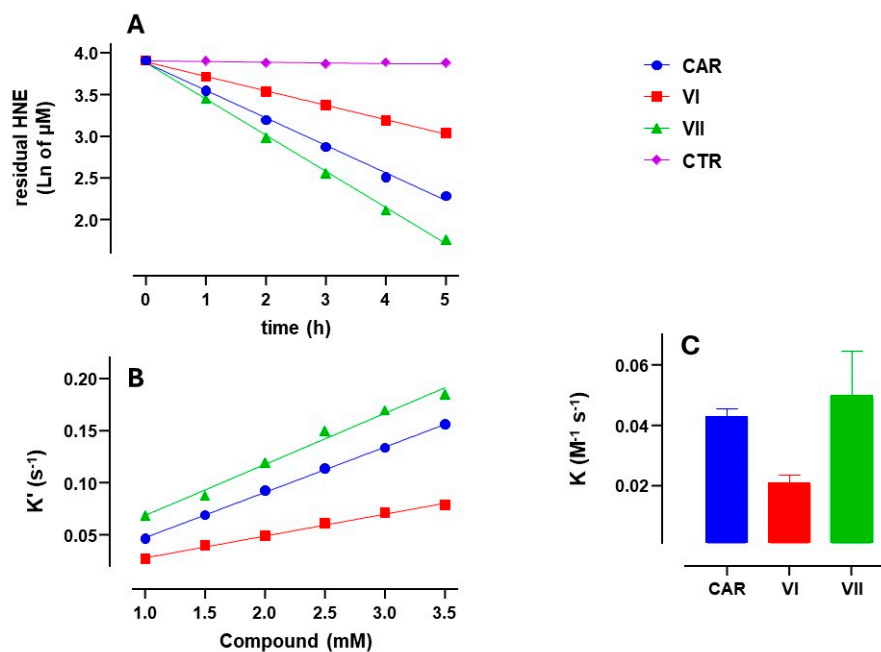 A
residual HNE
(Ln of µM)
4.0
3.5
3.0
2.5
2.0
0 1 2 3 4 5
time (h)
CAR
VI
VII
CTR
B
K' (s⁻¹)
0.20
0.15
0.10
0.05
1.0 1.5 2.0 2.5 3.0 3.5
Compound (mM)
C
K (M⁻¹ s⁻¹)
0.06
0.04
0.02
CAR VI VII